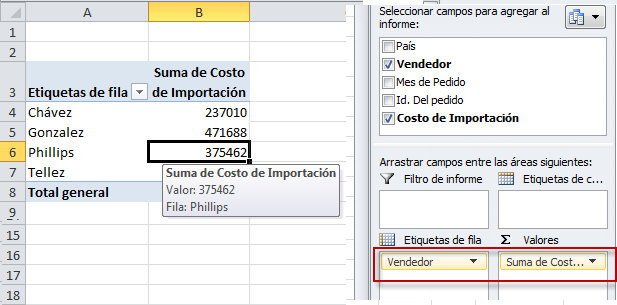 A B
1
2
Suma de Costo
3 Etiquetas de fila de Importación
4 Chávez 237010
5 Gonzalez 471688
6 Phillips 375462
7 Tellez
8 Total general
9
15
16
17
18
Suma de Costo de Importación
Valor: 375462
Fila: Phillips
Seleccionar campos para agregar al
informe:
País
Vendedor
Mes de Pedido
Id. Del pedido
Costo de Importación
Arrastrar campos entre las áreas siguientes:
Filtro de informe Etiquetas de c...
Etiquetas de fila Σ Valores
Vendedor Suma de Cost...